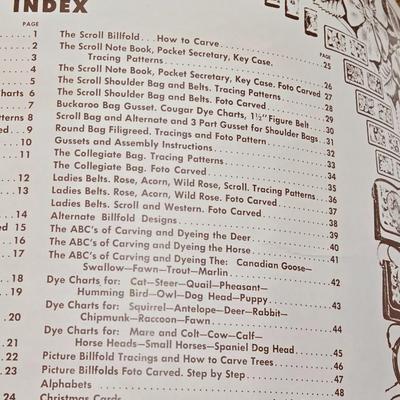 INDEX
PAGE
1
2
3
4
5
harts 6
7
tterns 8
ed...9
10
11
12
13
14
ed 15
16
17
18
19
20
21
22
23
24
PAGE
The Scroll Billfold...How to Carve...25
The Scroll Note Book, Pocket Secretary, Key Case.
Tracing Patterns...26
The Scroll Note Book, Pocket Secretary, Key Case. Foto Carved 27
The Scroll Shoulder Bag and Belts. Tracing Patterns...28
The Scroll Shoulder Bag and Belts. Foto Carved...29
Buckaroo Bag Gusset. Cougar Dye Charts, 1½" Figure Belt...30
Scroll Bag and Alternate and 3 Part Gusset for Shoulder Bags.31
Round Bag Filigreed. Tracings and Foto Pattern...32
Gussets and Assembly Instructions...33
The Collegiate Bag. Tracing Patterns...34
The Collegiate Bag. Foto Carved...35
Ladies Belts. Rose, Acorn, Wild Rose, Scroll. Tracing Patterns..36
Ladies Belts. Rose, Acorn, Wild Rose. Foto Carved...37
Ladies Belts. Scroll and Western. Foto Carved...38
Alternate Billfold Designs...39
The ABC's of Carving and Dyeing the Deer...40
The ABC's of Carving and Dyeing the Horse...41
The ABC's of Carving and Dyeing The: Canadian Goose—
Swallow—Fawn—Trout—Marlin...42
Dye Charts for: Cat—Steer—Quail—Pheasant—
Humming Bird—Owl—Dog Head—Puppy...43
Dye Charts for: Squirrel—Antelope—Deer—Rabbit—
Chipmunk—Raccoon—Fawn...44
Dye Charts for: Mare and Colt—Cow—Calf—
Horse Heads—Small Horses—Spaniel Dog Head...45
Picture Billfold Tracings and How to Carve Trees...46
Picture Billfolds Foto Carved. Step by Step...47
Alphabets...48
Christmas Cards